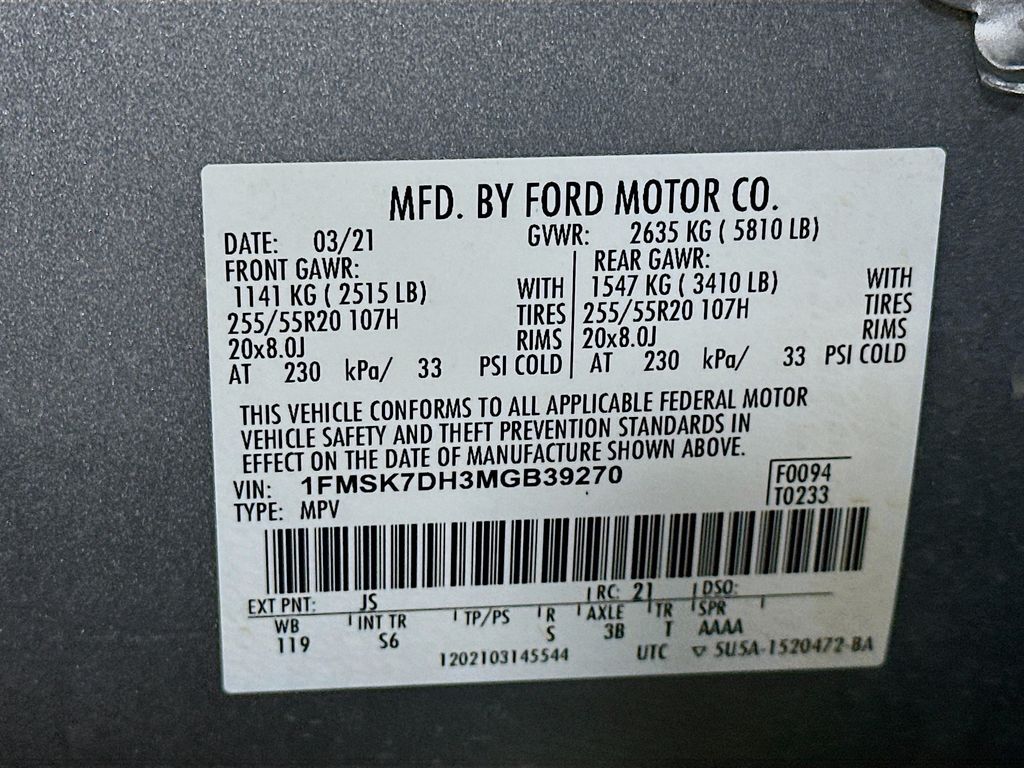 MFD. BY FORD MOTOR CO.
DATE: 03/21 GVWR: 2635 KG ( 5810 LB)
FRONT GAWR: REAR GAWR:
1141 KG ( 2515 LB) WITH 1547 KG ( 3410 LB) WITH
255/55R20 107H TIRES 255/55R20 107H TIRES
20x8.0J RIMS 20x8.0J RIMS
AT 230 kPa/ 33 PSI COLD AT 230 kPa/ 33 PSI COLD
THIS VEHICLE CONFORMS TO ALL APPLICABLE FEDERAL MOTOR
VEHICLE SAFETY AND THEFT PREVENTION STANDARDS IN
EFFECT ON THE DATE OF MANUFACTURE SHOWN ABOVE.
VIN: 1FMSK7DH3MGB39270 F0094
TYPE: MPV T0233
EXT PNT: JS RC: 21 DSO:
WB INT TR TP/PS R AXLE TR SPR
119 S6 S 3B T AAAA
1202103145544 UTC ▽ 5U5A-1520472-BA